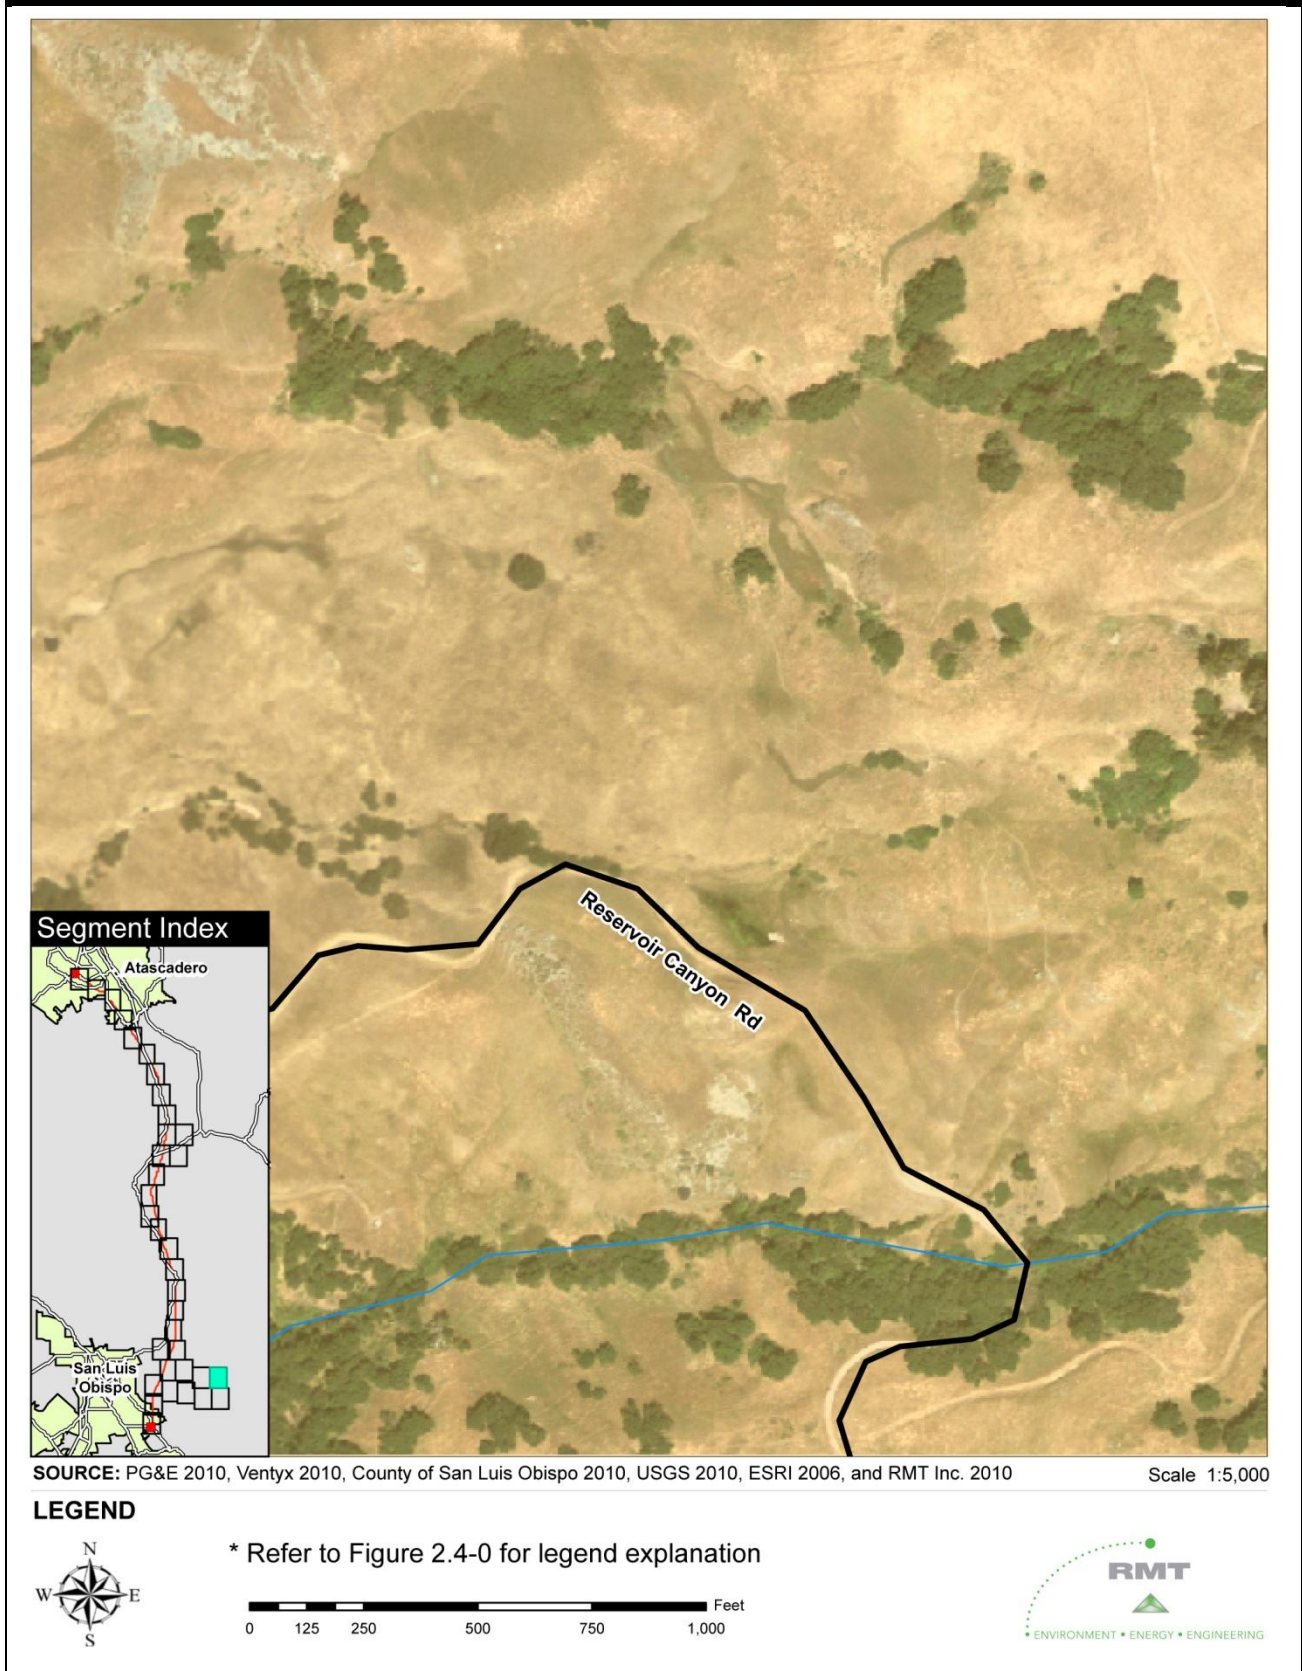 Reservoir Canyon Rd
Segment Index
Atascadero
San Luis
Obispo
SOURCE: PG&E 2010, Ventyx 2010, County of San Luis Obispo 2010, USGS 2010, ESRI 2006, and RMT Inc. 2010
Scale 1:5,000
LEGEND
N
W E
S
* Refer to Figure 2.4-0 for legend explanation
Feet
0 125 250 500 750 1,000
RMT
• ENVIRONMENT • ENERGY • ENGINEERING